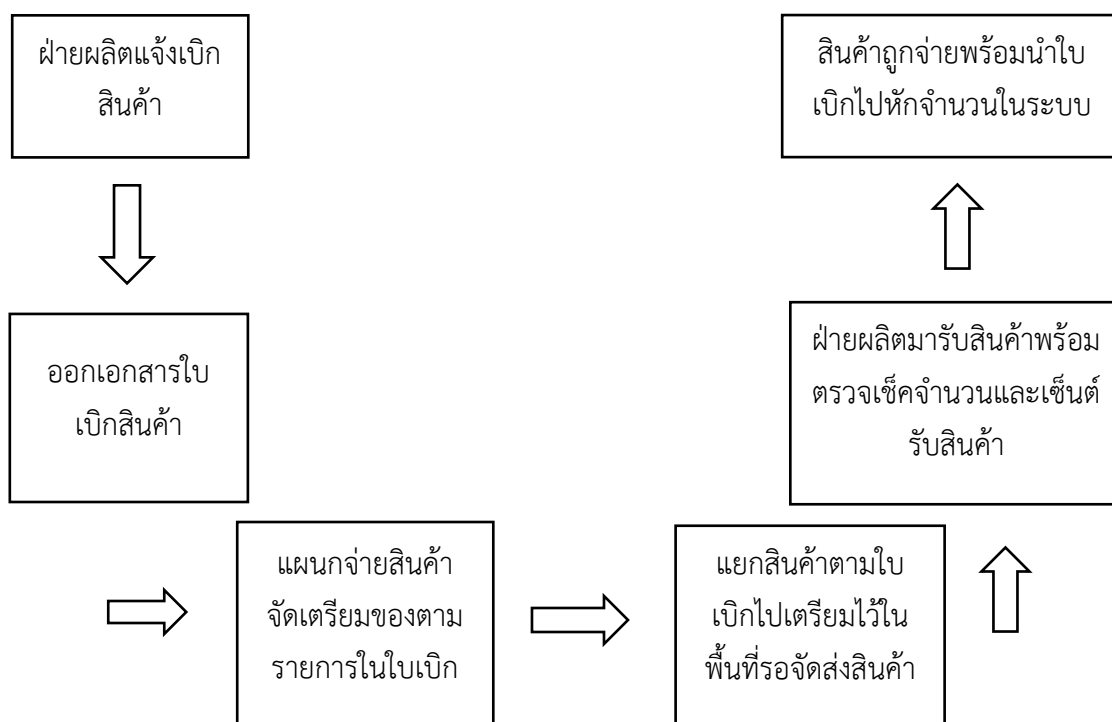 ฝ่ายผลิตแจ้งเบิก
สินค้า
ออกเอกสารใบ
เบิกสินค้า
แผนกจ่ายสินค้า
จัดเตรียมของตาม
รายการในใบเบิก
แยกสินค้าตามใบ
เบิกไปเตรียมไว้ใน
พื้นที่รอจัดส่งสินค้า
ฝ่ายผลิตมารับสินค้าพร้อม
ตรวจเช็คจำนวนและเซ็นต์
รับสินค้า
สินค้าถูกจ่ายพร้อมนำใบ
เบิกไปหักจำนวนในระบบ